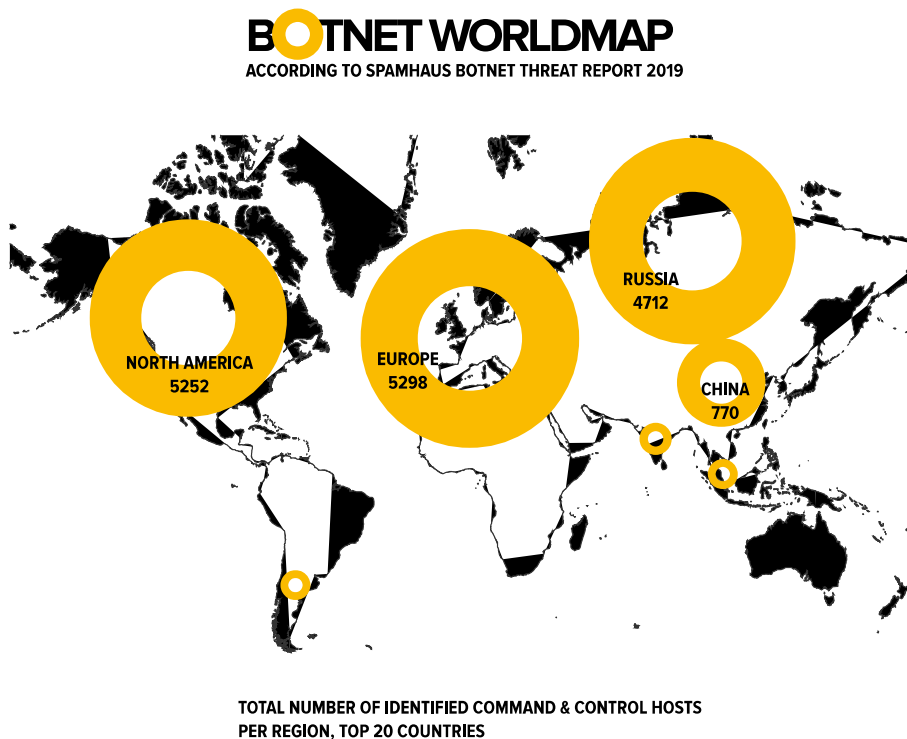 BOTNET WORLDMAP
ACCORDING TO SPAMHAUS BOTNET THREAT REPORT 2019
RUSSIA
4712
NORTH AMERICA
5252
EUROPE
5298
CHINA
770
TOTAL NUMBER OF IDENTIFIED COMMAND & CONTROL HOSTS
PER REGION, TOP 20 COUNTRIES